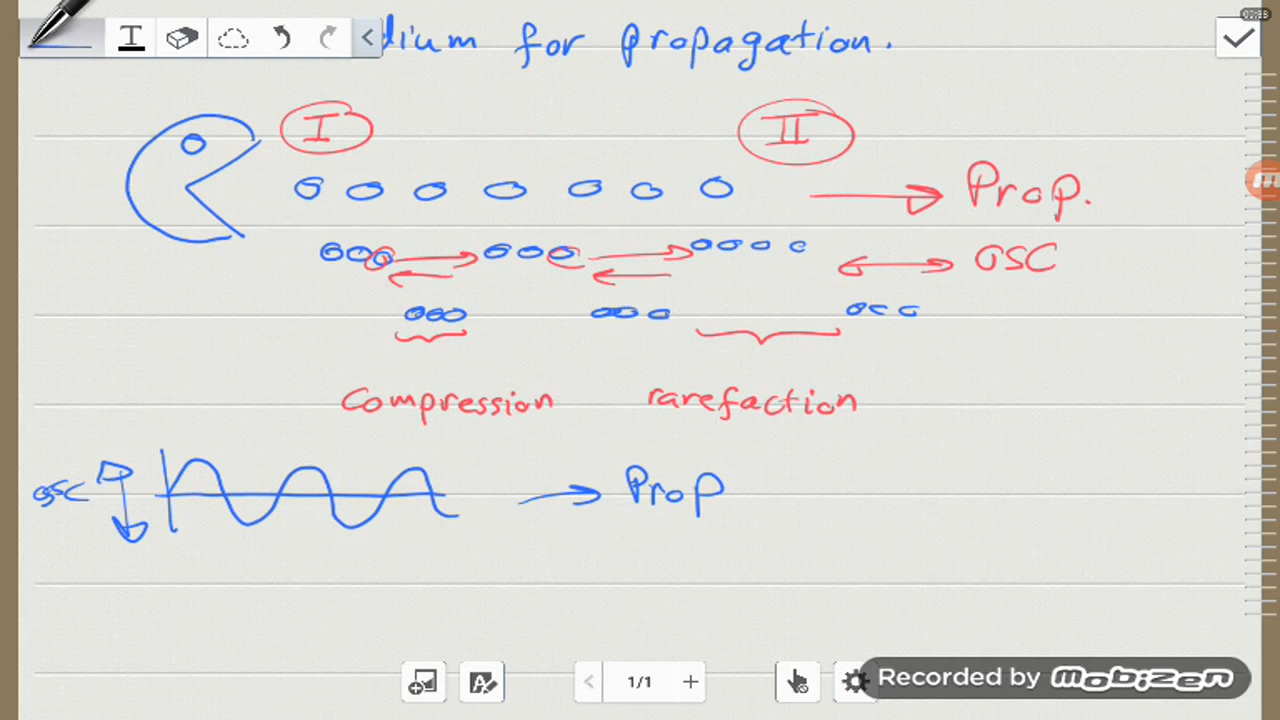 dium for propagation.
I II
Prop.
OSC
compression rarefaction
OSC Prop
1/1
Recorded by mobizen